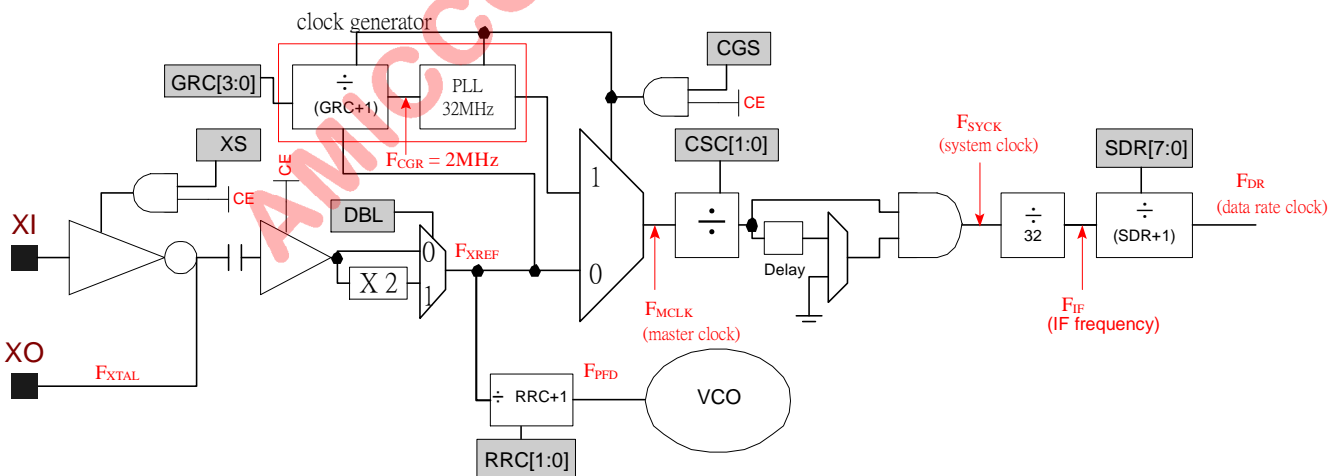 clock generator
GRC[3:0]
÷
(GRC+1)
PLL
32MHz
CGS
CE
FCGR = 2MHz
XS
CE
CE
XI
XO
FXTAL
DBL
X 2
0
1
FXREF
1
0
FMCLK
(master clock)
CSC[1:0]
÷
Delay
FSYCK
(system clock)
÷
32
FIF
(IF frequency)
SDR[7:0]
÷
(SDR+1)
FDR
(data rate clock)
÷ RRC+1
RRC[1:0]
FPFD
VCO